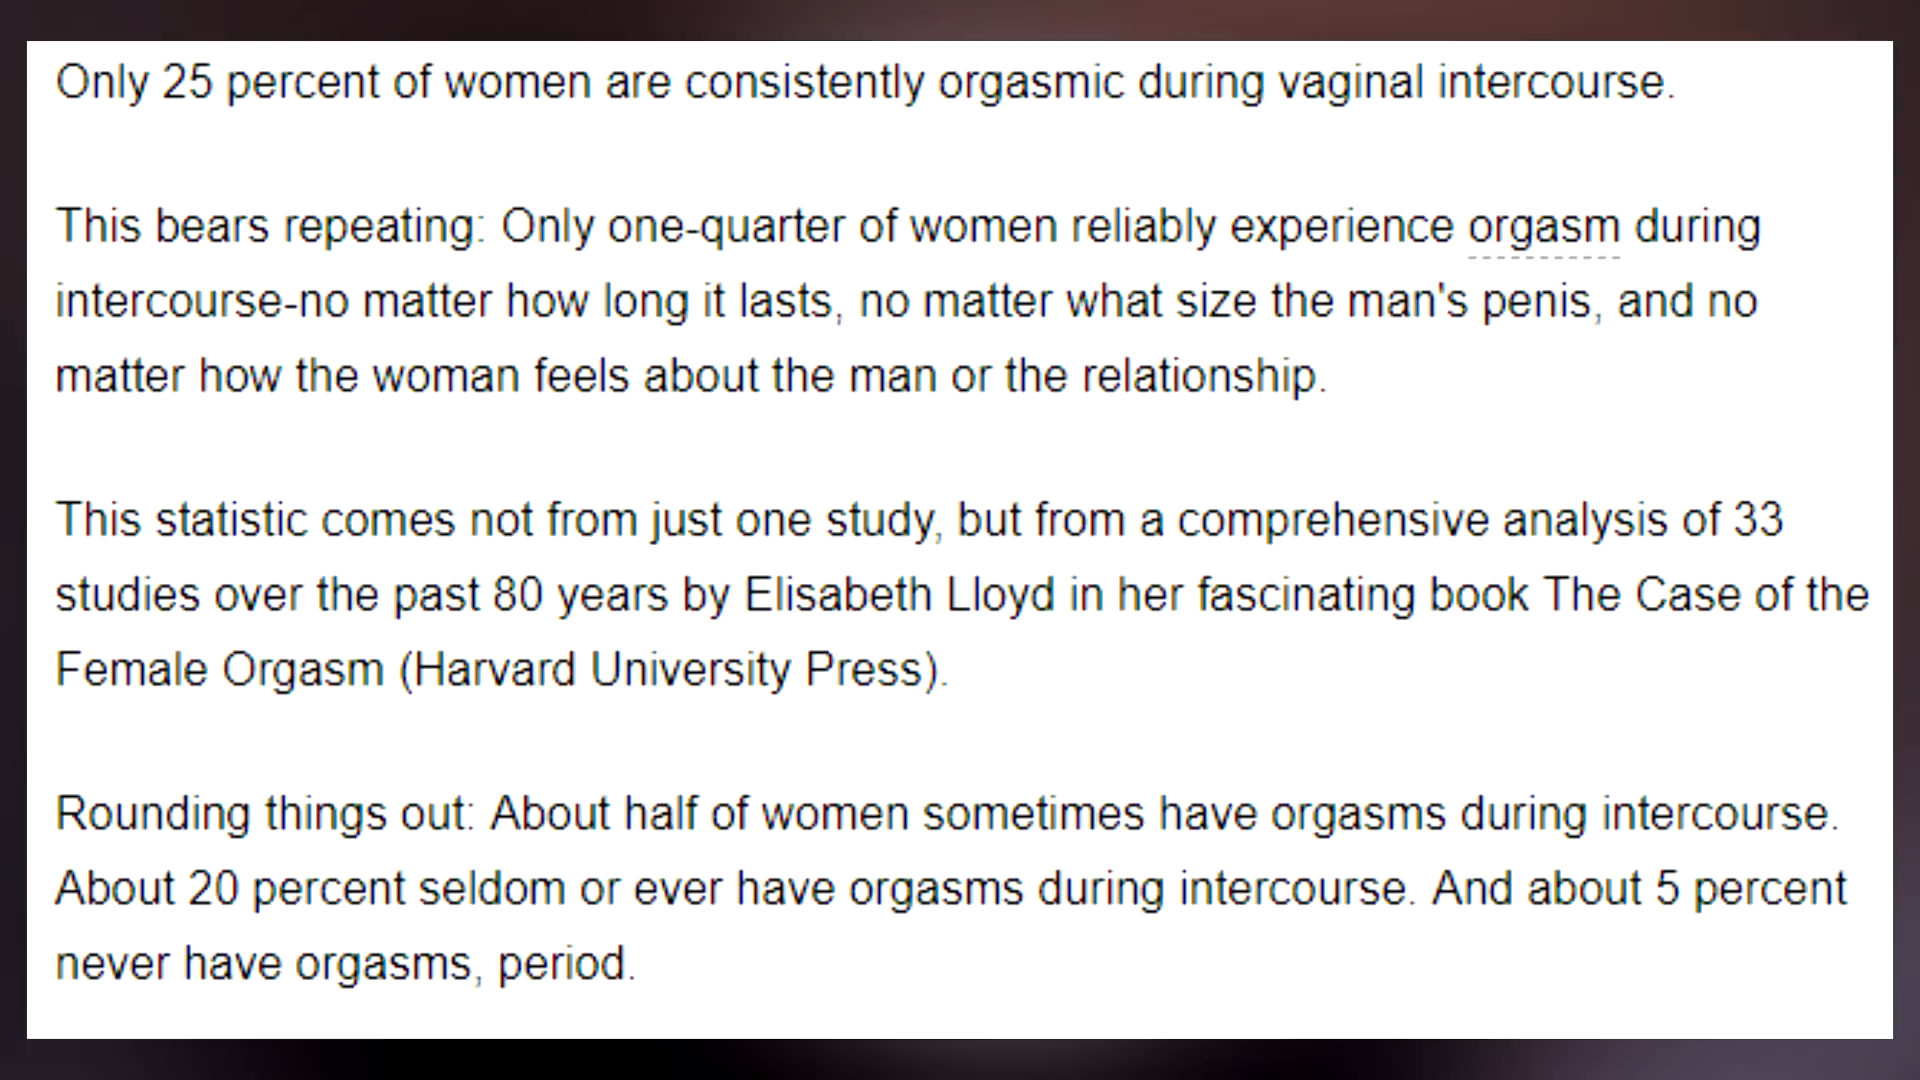 Only 25 percent of women are consistently orgasmic during vaginal intercourse.
This bears repeating: Only one-quarter of women reliably experience orgasm during
intercourse-no matter how long it lasts, no matter what size the man's penis, and no
matter how the woman feels about the man or the relationship.
This statistic comes not from just one study, but from a comprehensive analysis of 33
studies over the past 80 years by Elisabeth Lloyd in her fascinating book The Case of the
Female Orgasm (Harvard University Press).
Rounding things out: About half of women sometimes have orgasms during intercourse.
About 20 percent seldom or ever have orgasms during intercourse. And about 5 percent
never have orgasms, period.